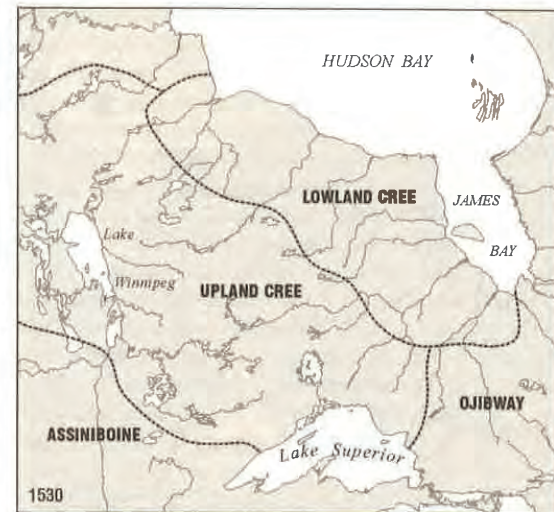 HUDSON BAY
LOWLAND CREE
JAMES
BAY
Lake
Winnipeg
UPLAND CREE
OJIBWAY
ASSINIBOINE
Lake Superior
1530